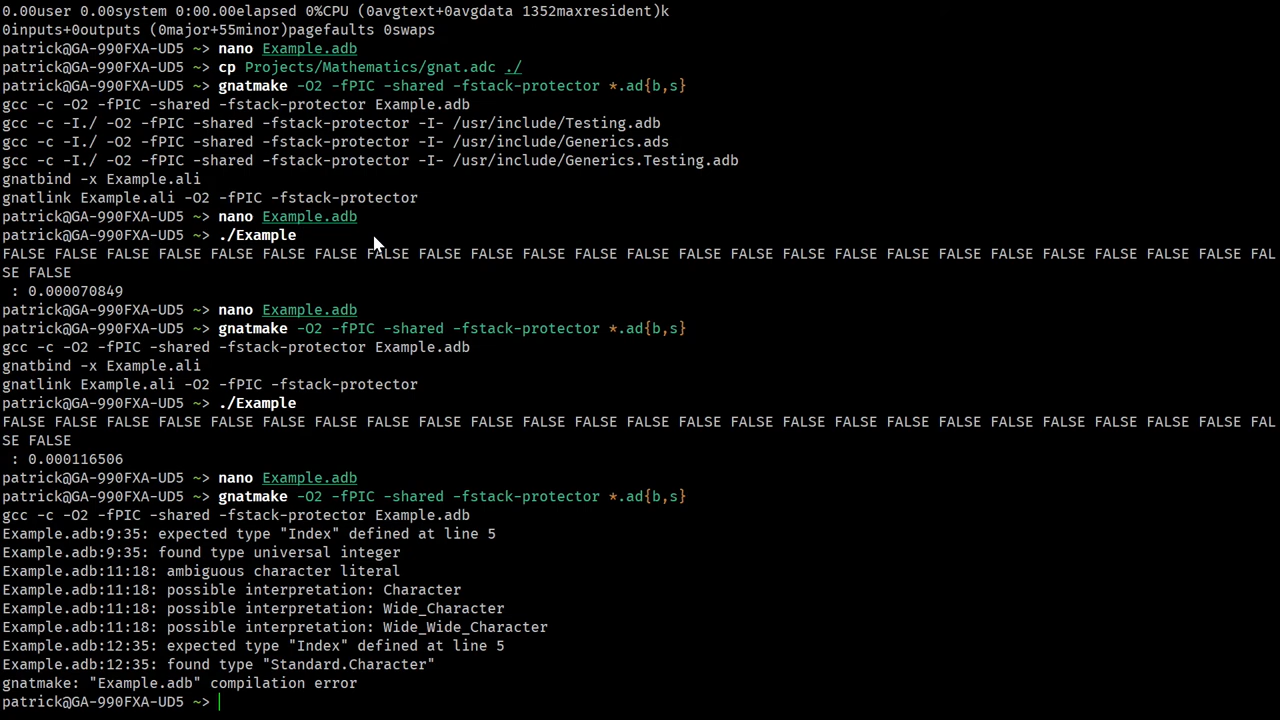 0.00user 0.00system 0:00.00elapsed 0%CPU (0avgtext+0avgdata 1352maxresident)k
0inputs+0outputs (0major+55minor)pagefaults 0swaps
patrick@GA-990FXA-UD5 ~> nano Example.adb
patrick@GA-990FXA-UD5 ~> cp Projects/Mathematics/gnat.adc ./
patrick@GA-990FXA-UD5 ~> gnatmake -O2 -fPIC -shared -fstack-protector *.ad{b,s}
gcc -c -O2 -fPIC -shared -fstack-protector Example.adb
gcc -c -I./ -O2 -fPIC -shared -fstack-protector -I- /usr/include/Testing.adb
gcc -c -I./ -O2 -fPIC -shared -fstack-protector -I- /usr/include/Generics.ads
gcc -c -I./ -O2 -fPIC -shared -fstack-protector -I- /usr/include/Generics.Testing.adb
gnatbind -x Example.ali
gnatlink Example.ali -O2 -fPIC -fstack-protector
patrick@GA-990FXA-UD5 ~> nano Example.adb
patrick@GA-990FXA-UD5 ~> ./Example
FALSE FALSE FALSE FALSE FALSE FALSE FALSE FALSE FALSE FALSE FALSE FALSE FALSE FALSE FALSE FALSE FALSE FALSE FALSE FALSE FALSE FALSE FALSE FALSE FAL
SE FALSE
 : 0.000070849
patrick@GA-990FXA-UD5 ~> nano Example.adb
patrick@GA-990FXA-UD5 ~> gnatmake -O2 -fPIC -shared -fstack-protector *.ad{b,s}
gcc -c -O2 -fPIC -shared -fstack-protector Example.adb
gnatbind -x Example.ali
gnatlink Example.ali -O2 -fPIC -fstack-protector
patrick@GA-990FXA-UD5 ~> ./Example
FALSE FALSE FALSE FALSE FALSE FALSE FALSE FALSE FALSE FALSE FALSE FALSE FALSE FALSE FALSE FALSE FALSE FALSE FALSE FALSE FALSE FALSE FALSE FALSE FAL
SE FALSE
 : 0.000116506
patrick@GA-990FXA-UD5 ~> nano Example.adb
patrick@GA-990FXA-UD5 ~> gnatmake -O2 -fPIC -shared -fstack-protector *.ad{b,s}
gcc -c -O2 -fPIC -shared -fstack-protector Example.adb
Example.adb:9:35: expected type "Index" defined at line 5
Example.adb:9:35: found type universal integer
Example.adb:11:18: ambiguous character literal
Example.adb:11:18: possible interpretation: Character
Example.adb:11:18: possible interpretation: Wide_Character
Example.adb:11:18: possible interpretation: Wide_Wide_Character
Example.adb:12:35: expected type "Index" defined at line 5
Example.adb:12:35: found type "Standard.Character"
gnatmake: "Example.adb" compilation error
patrick@GA-990FXA-UD5 ~>